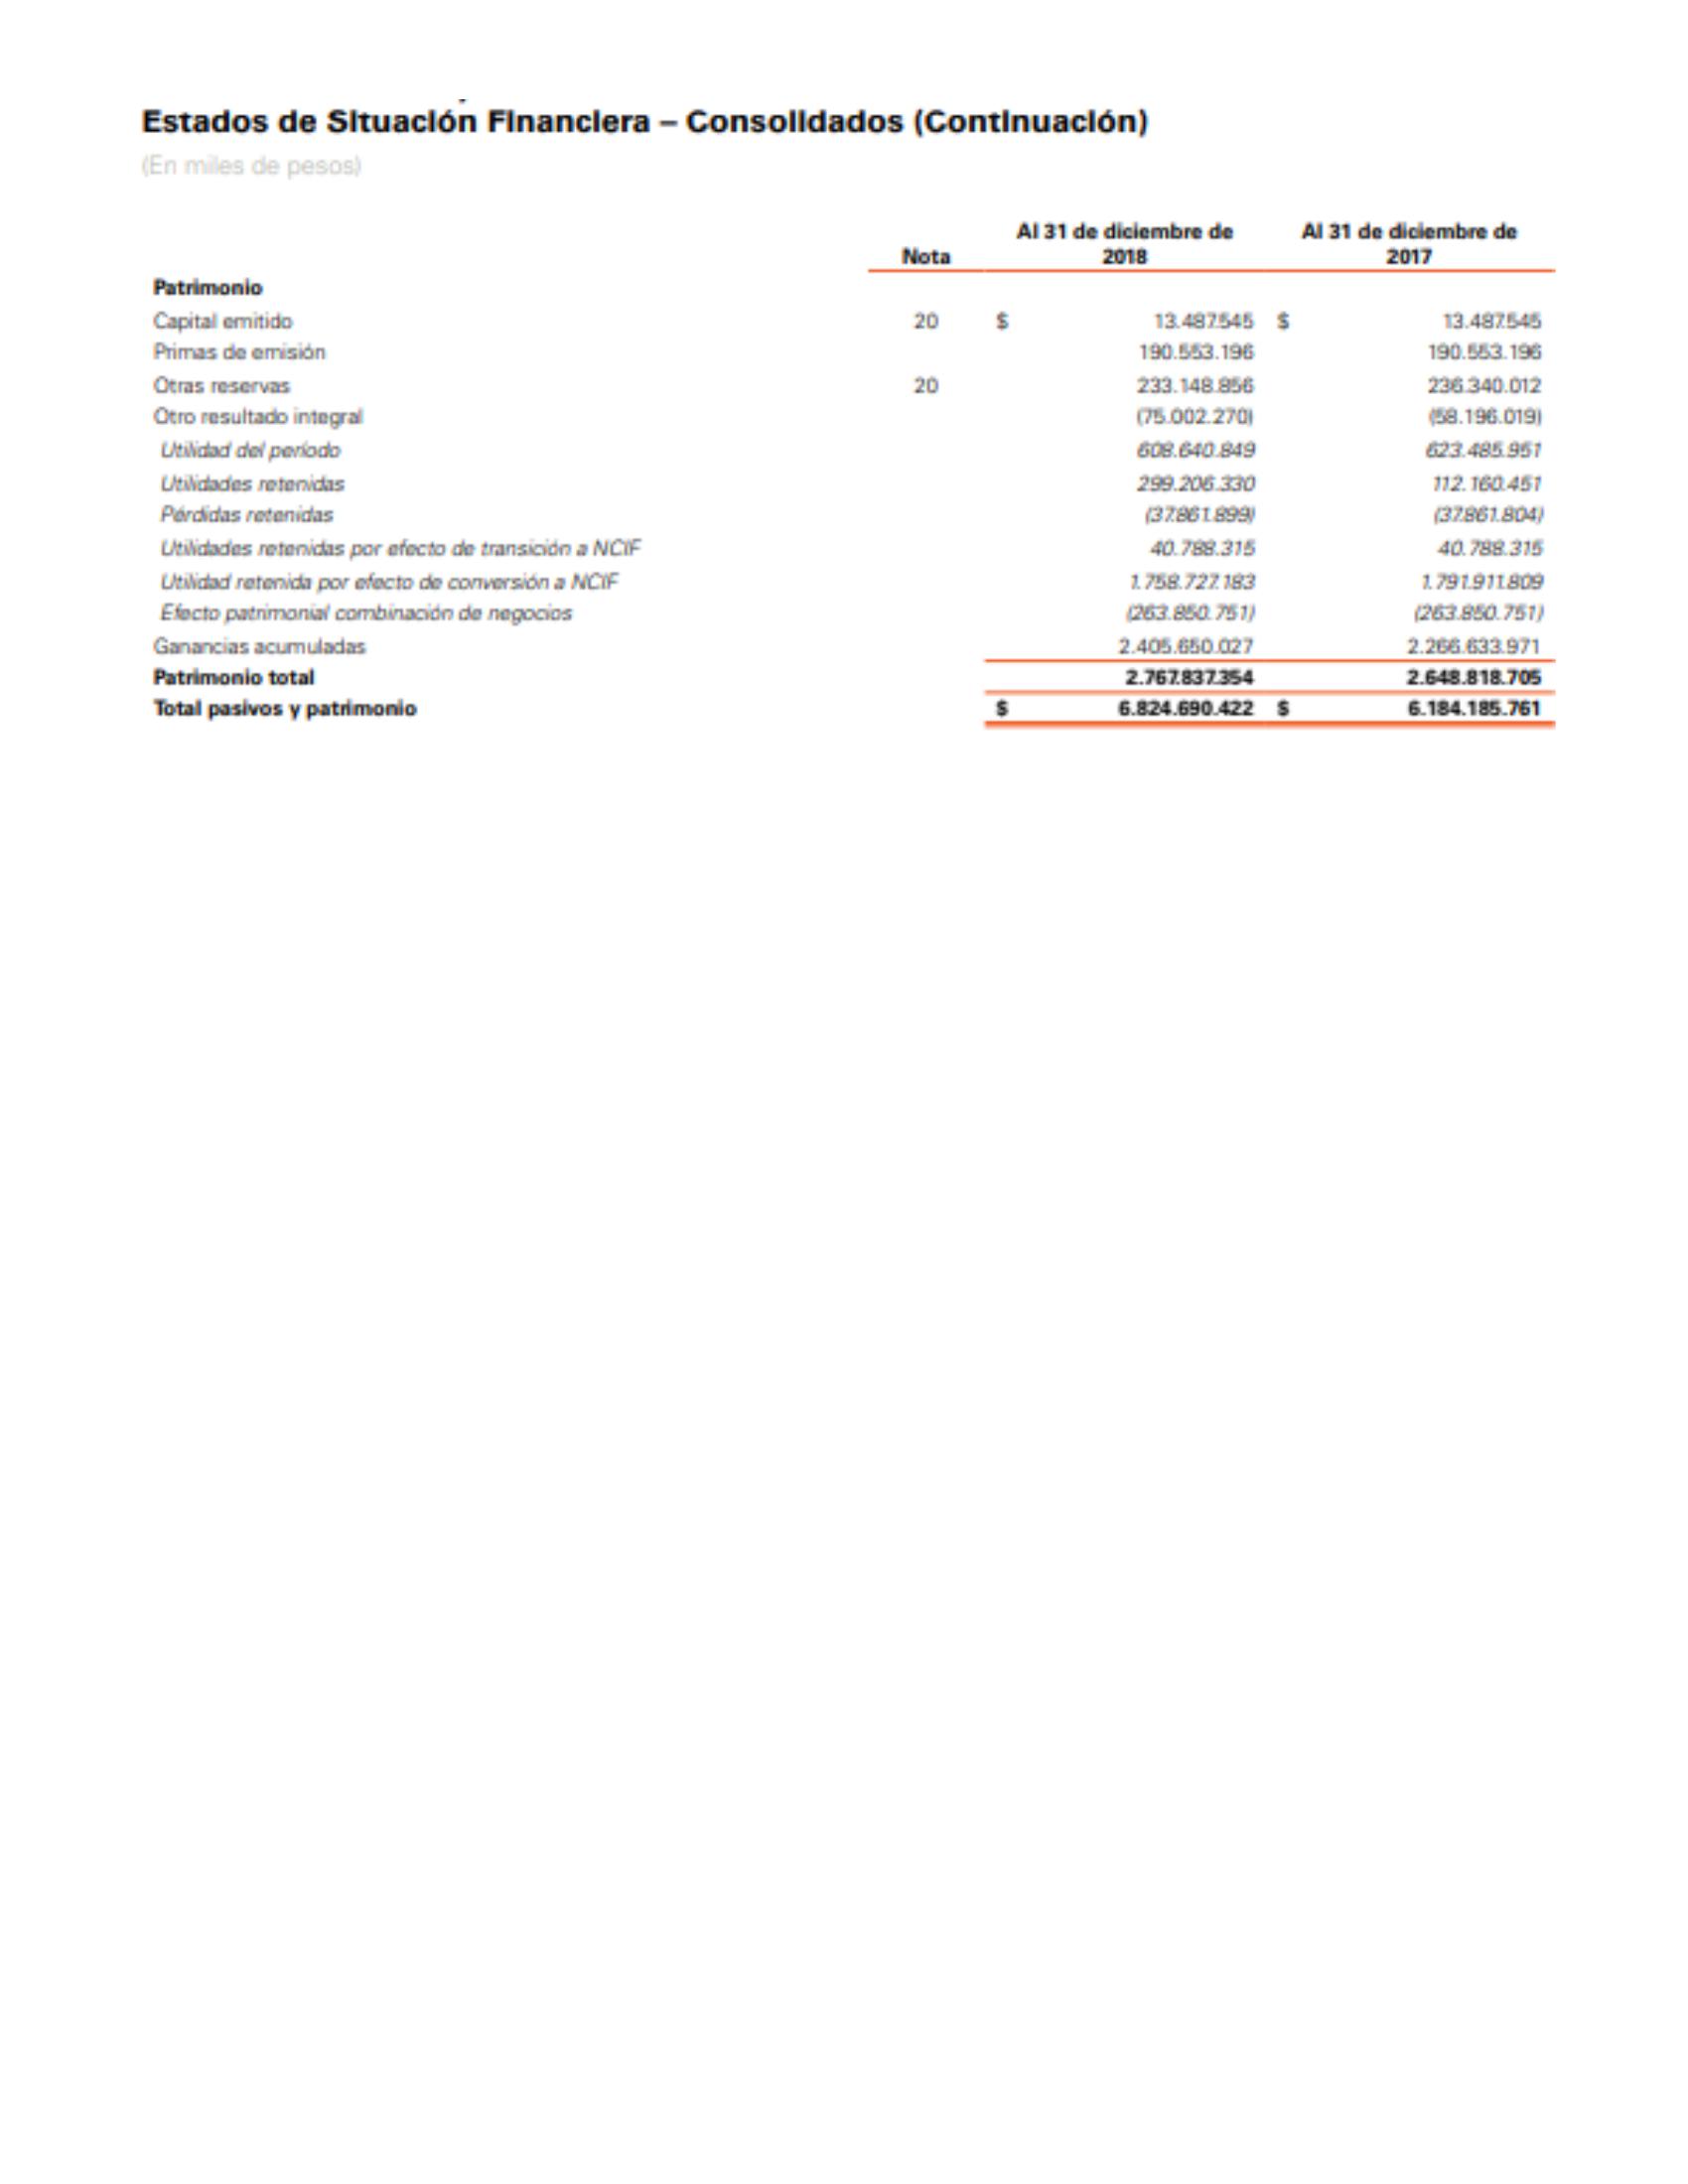 Estados de Situación Financiera – Consolidados (Continuación)
(En miles de pesos)
Al 31 de diciembre de Al 31 de diciembre de
Nota 2018 2017
Patrimonio
Capital emitido 20 $ 13.487.545 $ 13.487.545
Primas de emisión 190.553.196 190.553.196
Otras reservas 20 233.148.856 236.340.012
Otro resultado integral (75.002.270) (58.196.019)
Utilidad del período 608.640.849 623.485.951
Utilidades retenidas 299.206.330 112.160.451
Pérdidas retenidas (37.861.899) (37.861.804)
Utilidades retenidas por efecto de transición a NCIF 40.788.315 40.788.315
Utilidad retenida por efecto de conversión a NCIF 1.758.727.183 1.791.911.809
Efecto patrimonial combinación de negocios (263.850.751) (263.850.751)
Ganancias acumuladas 2.405.650.027 2.266.633.971
Patrimonio total 2.767.837.354 2.648.818.705
Total pasivos y patrimonio $ 6.824.690.422 $ 6.184.185.761